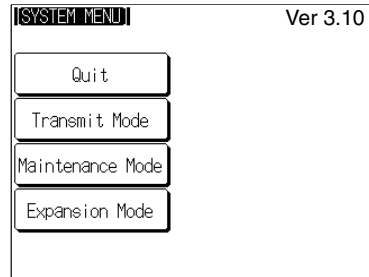 SYSTEM MENU Ver 3.10
Quit
Transmit Mode
Maintenance Mode
Expansion Mode